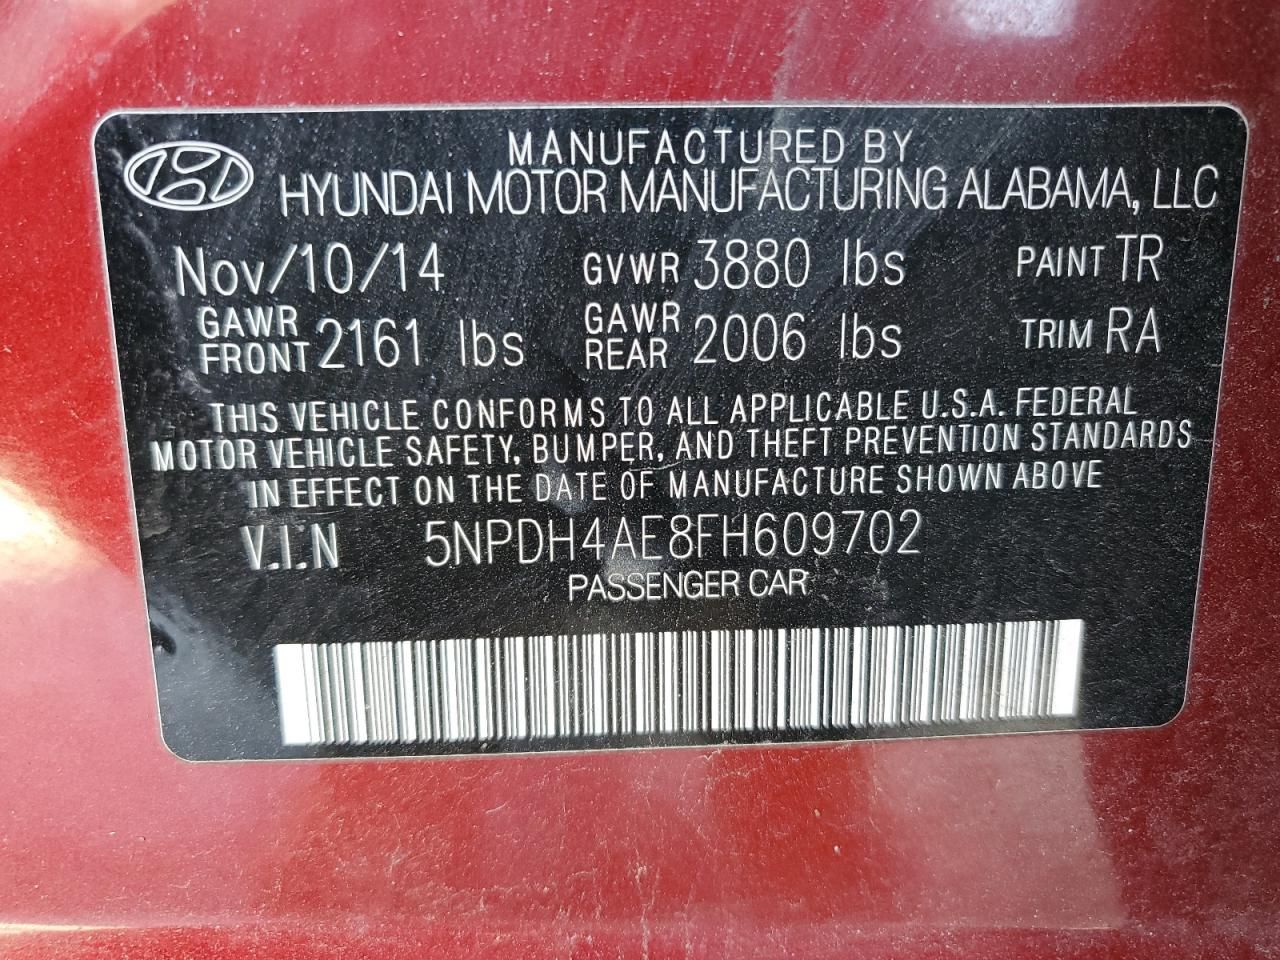 MANUFACTURED BY
HYUNDAI MOTOR MANUFACTURING ALABAMA, LLC
Nov/10/14 GVWR 3880 lbs PAINT TR
GAWR FRONT 2161 lbs GAWR REAR 2006 lbs TRIM RA
THIS VEHICLE CONFORMS TO ALL APPLICABLE U.S.A. FEDERAL
MOTOR VEHICLE SAFETY, BUMPER, AND THEFT PREVENTION STANDARDS
IN EFFECT ON THE DATE OF MANUFACTURE SHOWN ABOVE
V.I.N 5NPDH4AE8FH609702
PASSENGER CAR